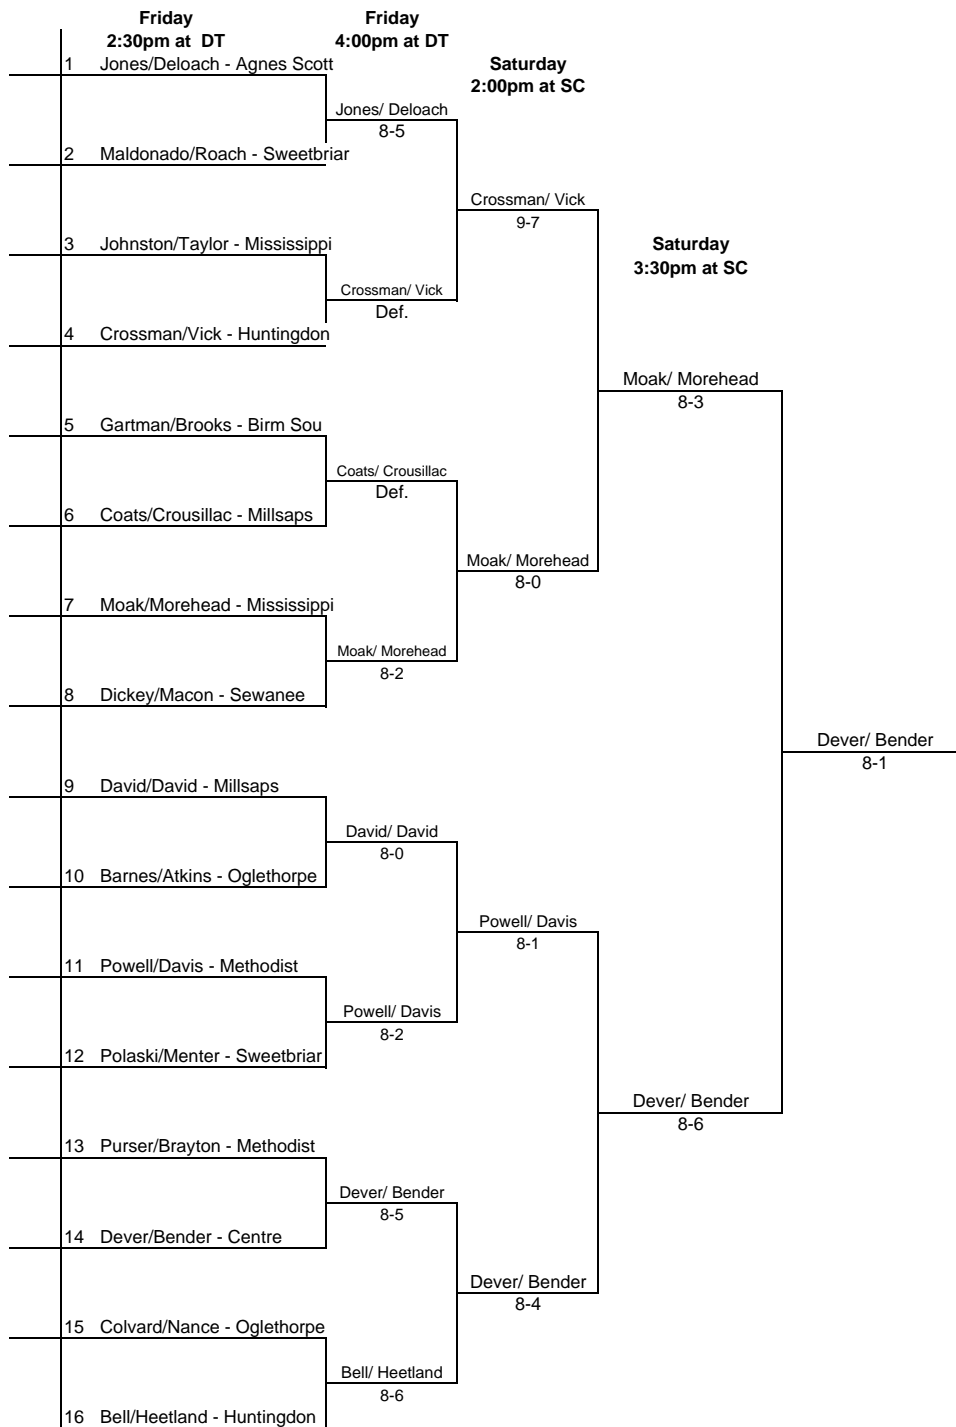 Friday
2:30pm at  DT
Friday
4:00pm at DT
1 Jones/Deloach - Agnes Scott
Saturday
2:00pm at SC
Jones/ Deloach
8-5
2 Maldonado/Roach - Sweetbriar
Crossman/ Vick
9-7
3 Johnston/Taylor - Mississippi
Saturday
3:30pm at SC
Crossman/ Vick
Def.
4 Crossman/Vick - Huntingdon
Moak/ Morehead
8-3
5 Gartman/Brooks - Birm Sou
Coats/ Crousillac
Def.
6 Coats/Crousillac - Millsaps
Moak/ Morehead
8-0
7 Moak/Morehead - Mississippi
Moak/ Morehead
8-2
8 Dickey/Macon - Sewanee
Dever/ Bender
8-1
9 David/David - Millsaps
David/ David
8-0
10 Barnes/Atkins - Oglethorpe
Powell/ Davis
8-1
11 Powell/Davis - Methodist
Powell/ Davis
8-2
12 Polaski/Menter - Sweetbriar
Dever/ Bender
8-6
13 Purser/Brayton - Methodist
Dever/ Bender
8-5
14 Dever/Bender - Centre
Dever/ Bender
8-4
15 Colvard/Nance - Oglethorpe
Bell/ Heetland
8-6
16 Bell/Heetland - Huntingdon